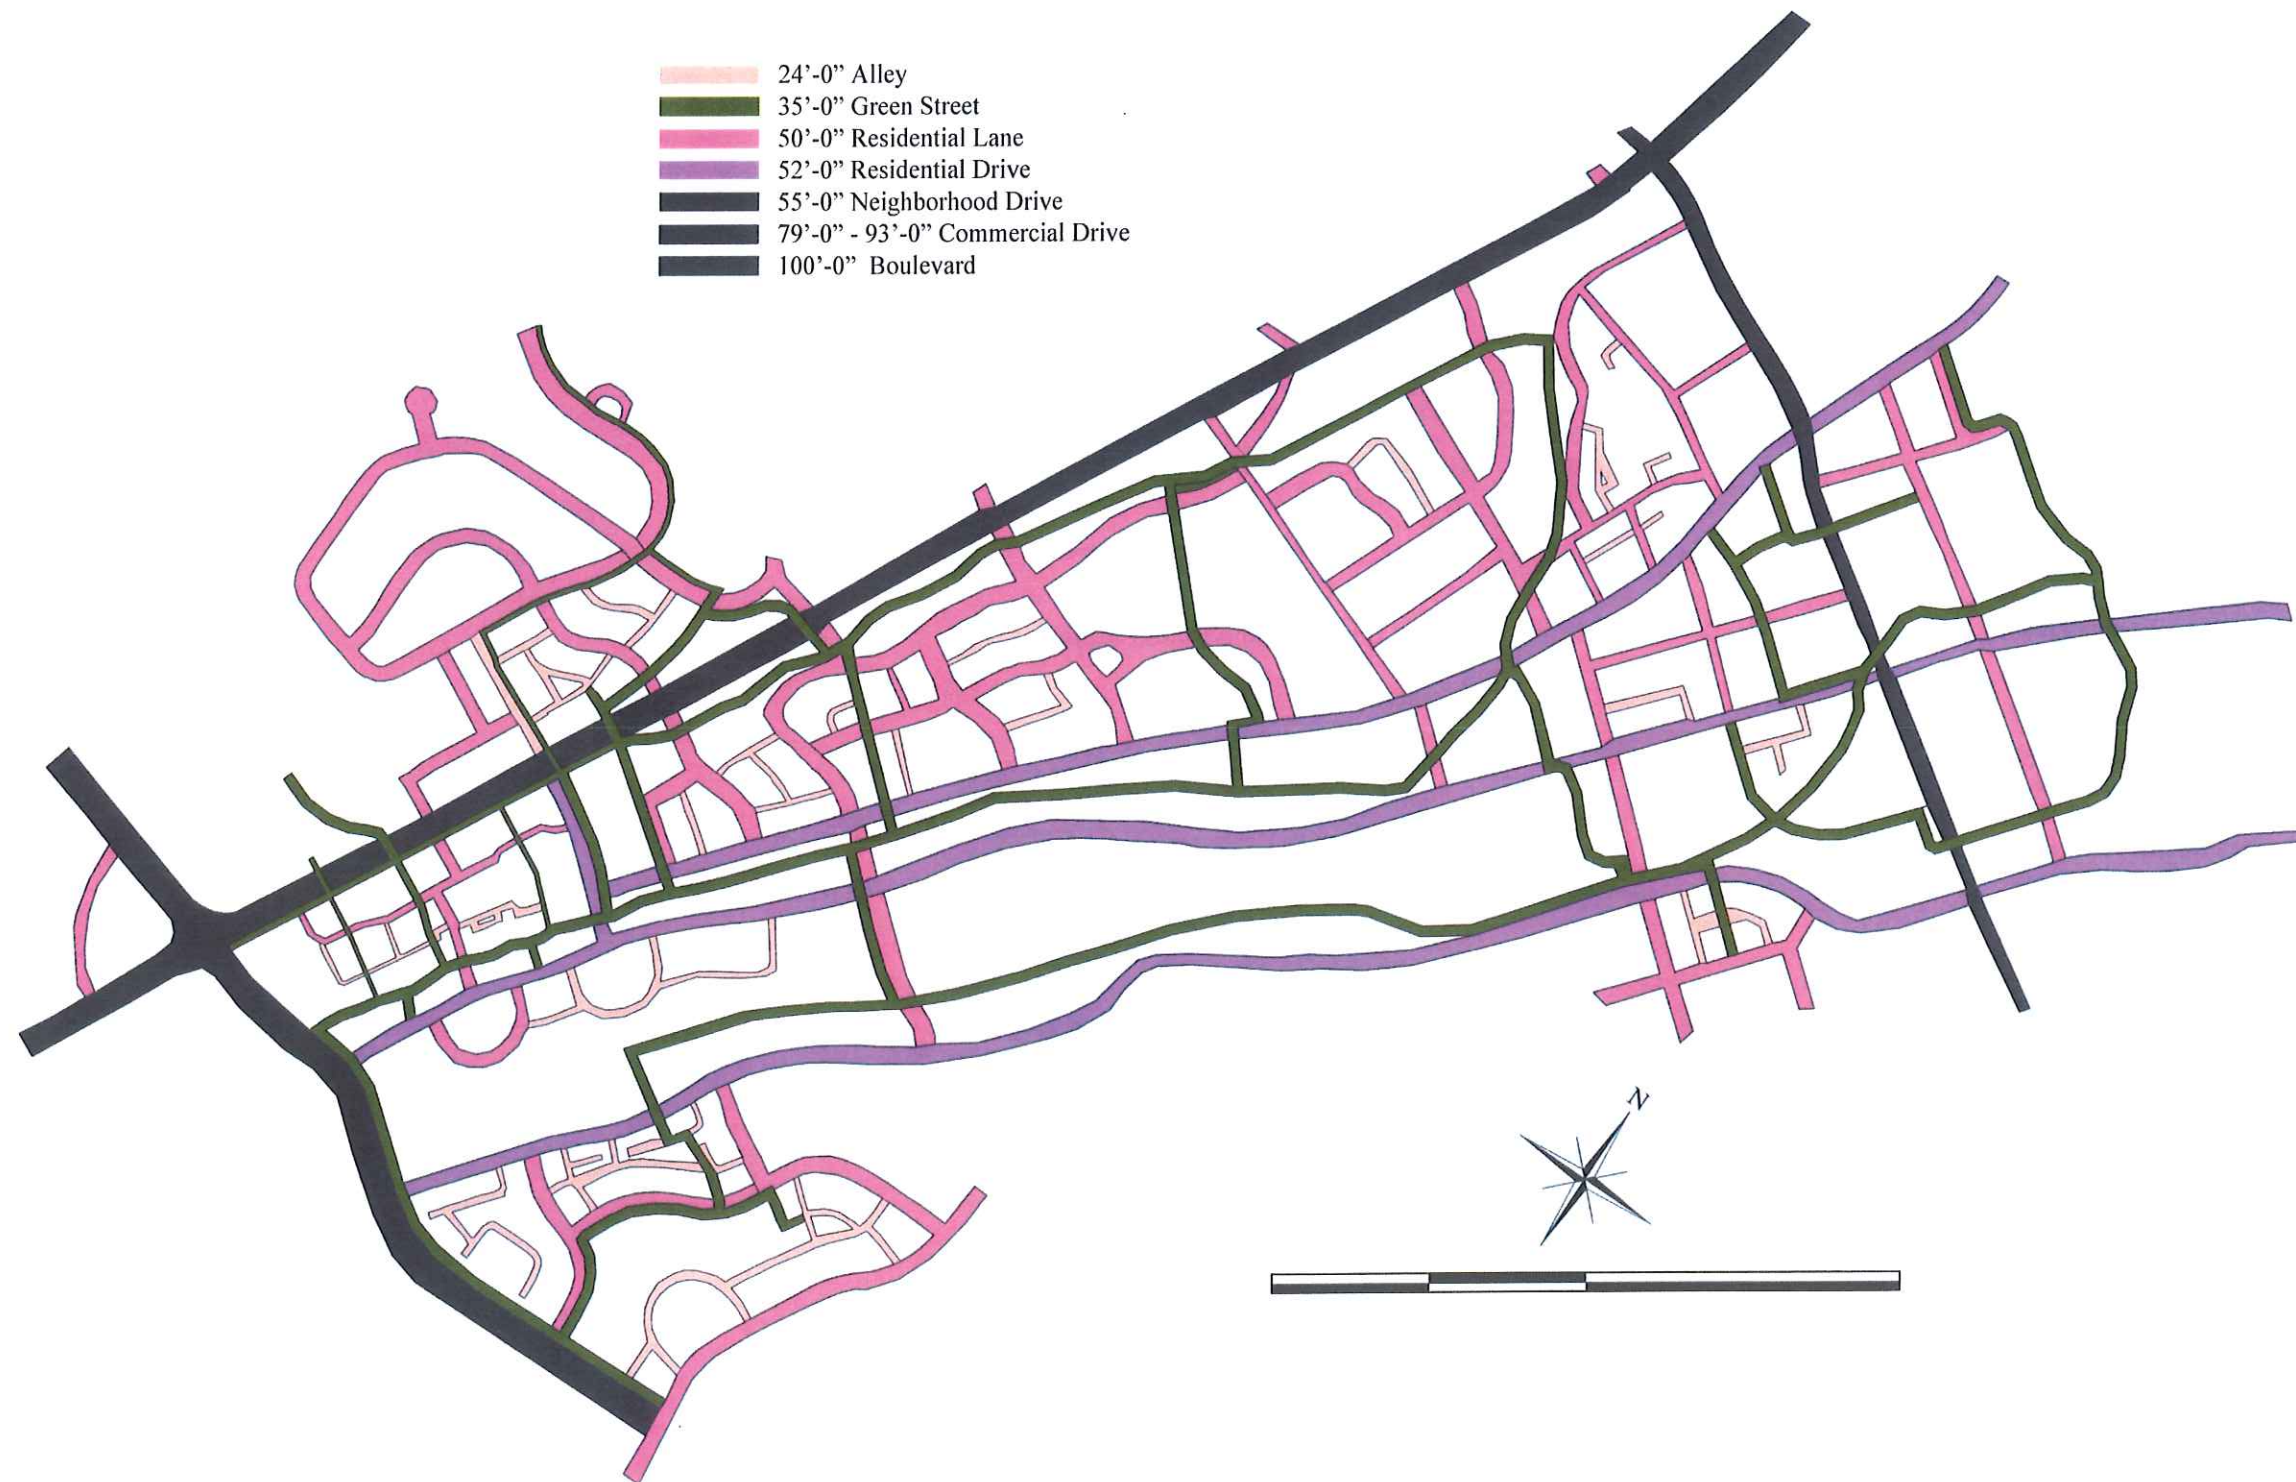 24’-0” Alley
35’-0” Green Street
50’-0” Residential Lane
52’-0” Residential Drive
55’-0” Neighborhood Drive
79’-0” - 93’-0” Commercial Drive
100’-0” Boulevard
N